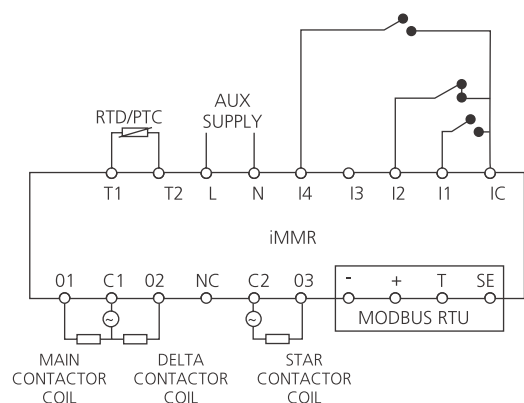 RTD/PTC
AUX
SUPPLY
T1 T2 L N I4 I3 I2 I1 IC
iMMR
01 C1 02 NC C2 03 - + T SE
MODBUS RTU
~ ~
MAIN
CONTACTOR
COIL
DELTA
CONTACTOR
COIL
STAR
CONTACTOR
COIL